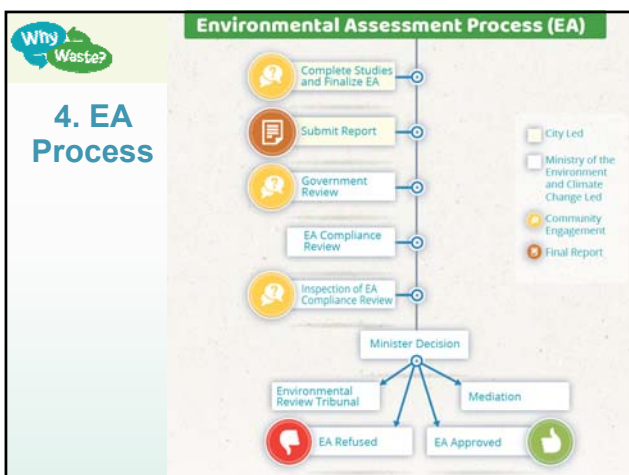 Why
Waste?
4. EA
Process
Environmental Assessment Process (EA)
Complete Studies
and Finalize EA
Submit Report
Government
Review
EA Compliance
Review
Inspection of EA
Compliance Review
Minister Decision
Environmental
Review Tribunal
Mediation
EA Refused
EA Approved
City Led
Ministry of the
Environment
and Climate
Change Led
Community
Engagement
Final Report